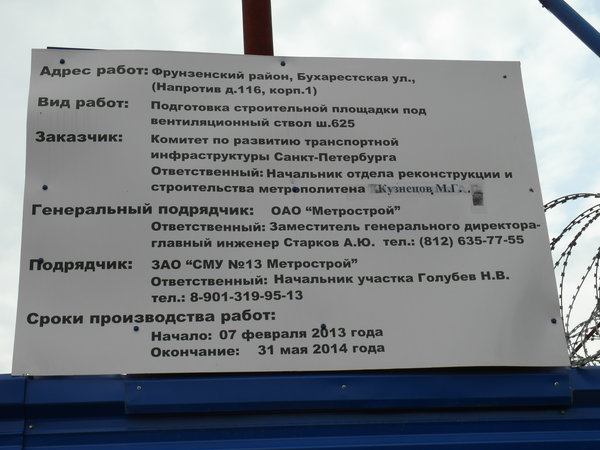 Адрес работ: Фрунзенский район, Бухарестская ул.,
(Напротив д.116, корп.1)
Вид работ: Подготовка строительной площадки под
вентиляционный ствол ш.625
Заказчик: Комитет по развитию транспортной
инфраструктуры Санкт-Петербурга
Ответственный: Начальник отдела реконструкции и
строительства метрополитена Кузнецов М.Г.
Генеральный подрядчик: ОАО "Метрострой"
Ответственный: Заместитель генерального директора-
главный инженер Старков А.Ю. тел.: (812) 635-77-55
Подрядчик: ЗАО "СМУ №13 Метрострой"
Ответственный: Начальник участка Голубев Н.В.
тел.: 8-901-319-95-13
Сроки производства работ:
Начало: 07 февраля 2013 года
Окончание: 31 мая 2014 года